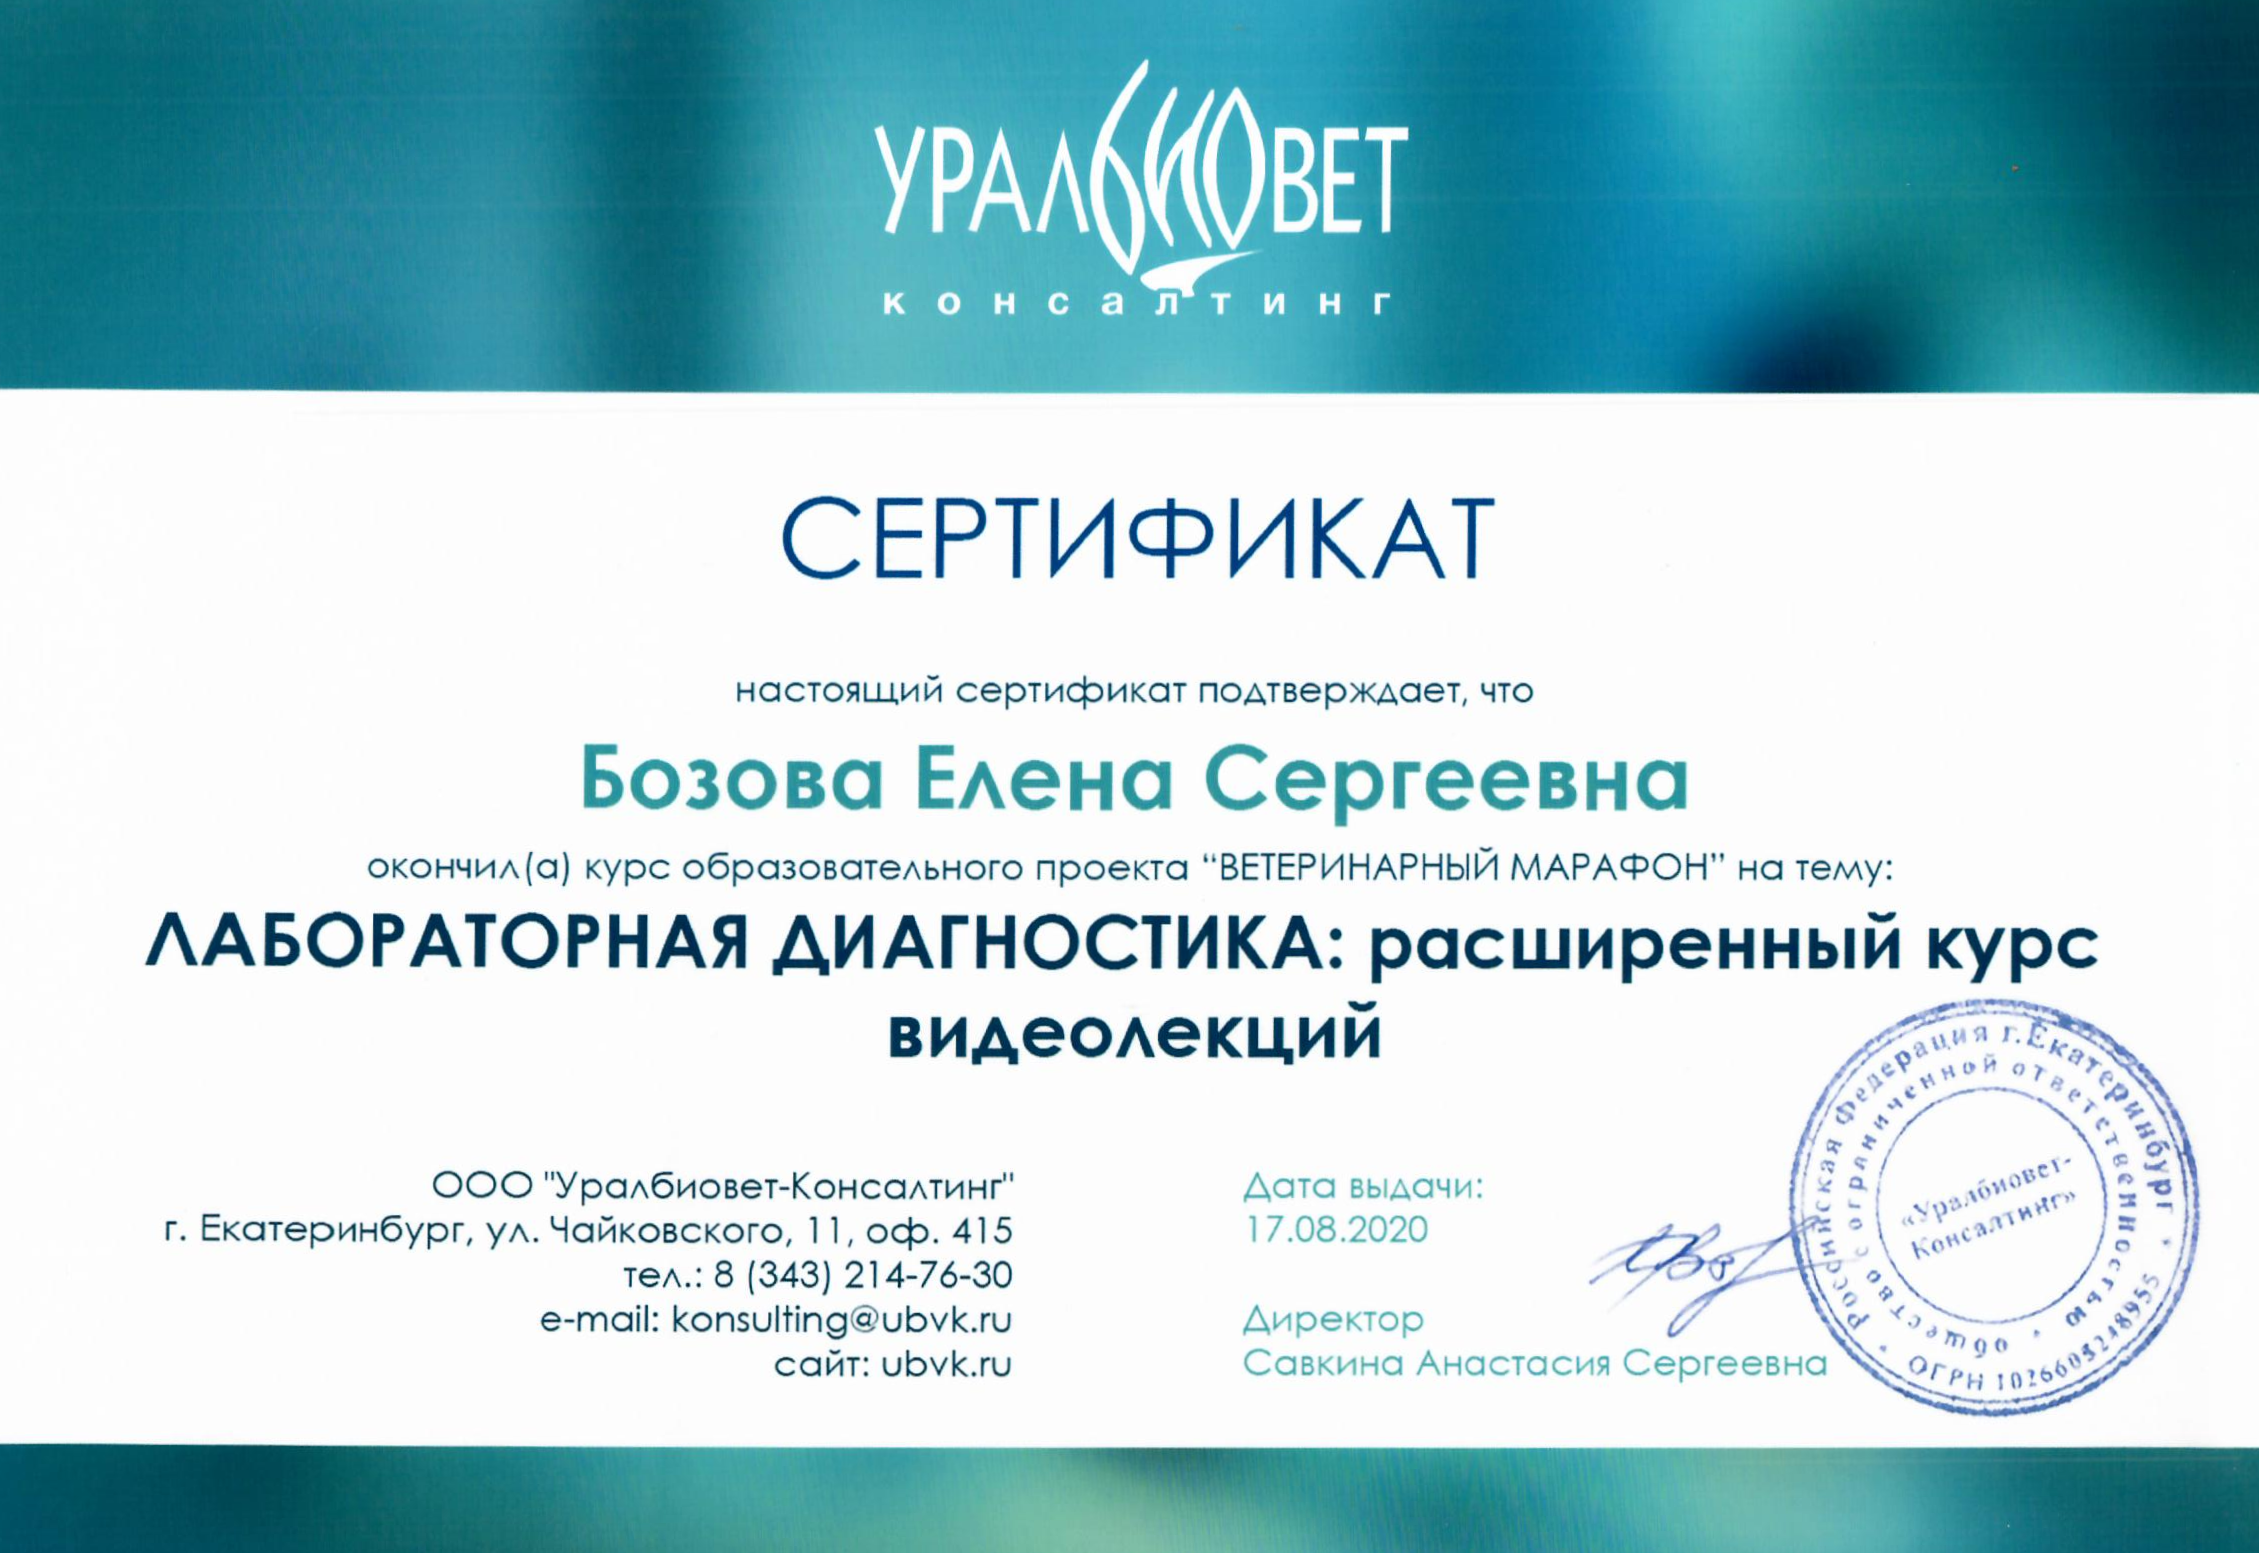 УРАЛБИОВЕТ
консалтинг
СЕРТИФИКАТ
настоящий сертификат подтверждает, что
Бозова Елена Сергеевна
окончил(а) курс образовательного проекта “ВЕТЕРИНАРНЫЙ МАРАФОН” на тему:
ЛАБОРАТОРНАЯ ДИАГНОСТИКА: расширенный курс
видеолекций
ООО "Уралбиовет-Консалтинг"
г. Екатеринбург, ул. Чайковского, 11, оф. 415
тел.: 8 (343) 214-76-30
e-mail: konsulting@ubvk.ru
сайт: ubvk.ru
Дата выдачи:
17.08.2020
Директор
Савкина Анастасия Сергеевна
Российская Федерация г.Екатеринбург
общество с ограниченной ответственностью
«Уралбиовет-
Консалтинг»
ОГРН 1026605248955